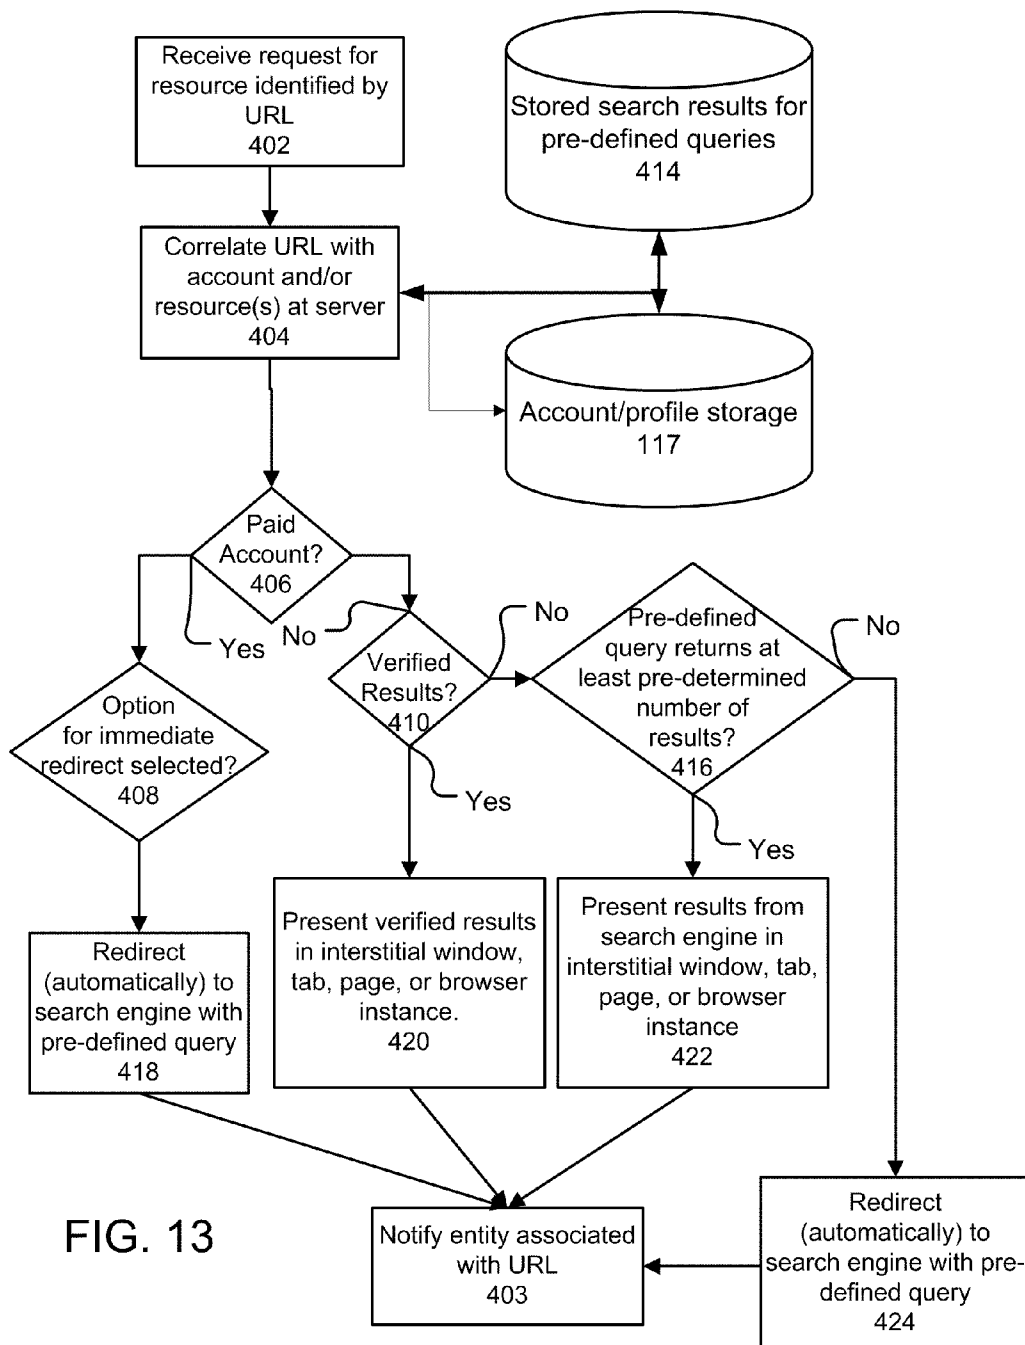 Receive request for
resource identified by
URL
402
Stored search results for
pre-defined queries
414
Correlate URL with
account and/or
resource(s) at server
404
Account/profile storage
117
Paid
Account?
406
Yes
No
Option
for immediate
redirect selected?
408
Verified
Results?
410
No
Yes
Pre-defined
query returns at
least pre-determined
number of
results?
416
No
Yes
Redirect
(automatically) to
search engine with
pre-defined query
418
Present verified results
in interstitial window,
tab, page, or browser
instance.
420
Present results from
search engine in
interstitial window, tab,
page, or browser
instance
422
FIG. 13
Notify entity associated
with URL
403
Redirect
(automatically) to
search engine with pre-
defined query
424